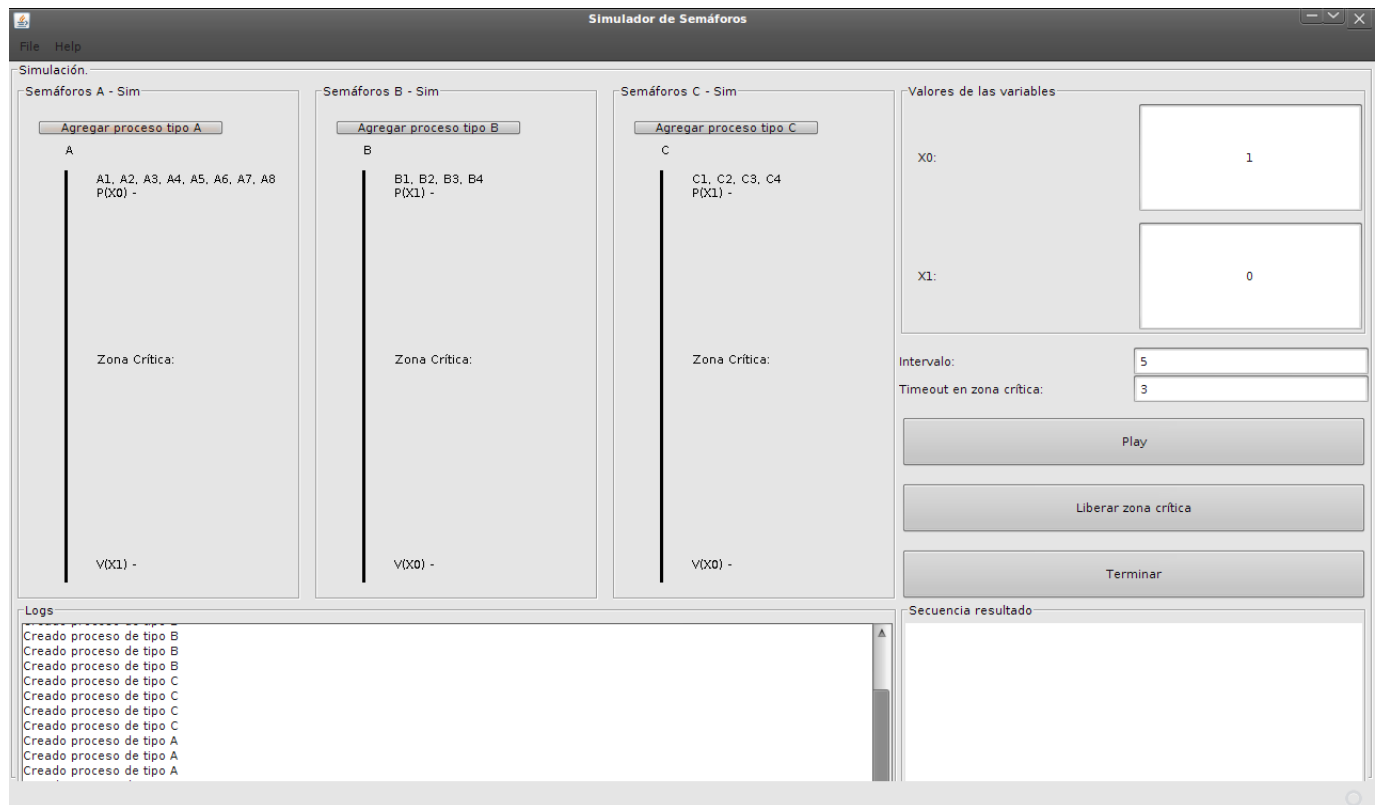 Simulador de Semáforos
File Help
Simulación.
Semáforos A - Sim
Agregar proceso tipo A
A
A1, A2, A3, A4, A5, A6, A7, A8
P(X0) -
Zona Crítica:
V(X1) -
Semáforos B - Sim
Agregar proceso tipo B
B
B1, B2, B3, B4
P(X1) -
Zona Crítica:
V(X0) -
Semáforos C - Sim
Agregar proceso tipo C
C
C1, C2, C3, C4
P(X1) -
Zona Crítica:
V(X0) -
Valores de las variables
X0: 1
X1: 0
Intervalo: 5
Timeout en zona crítica: 3
Play
Liberar zona crítica
Terminar
Logs
Creado proceso de tipo B
Creado proceso de tipo B
Creado proceso de tipo B
Creado proceso de tipo C
Creado proceso de tipo C
Creado proceso de tipo C
Creado proceso de tipo C
Creado proceso de tipo A
Creado proceso de tipo A
Creado proceso de tipo A
Secuencia resultado